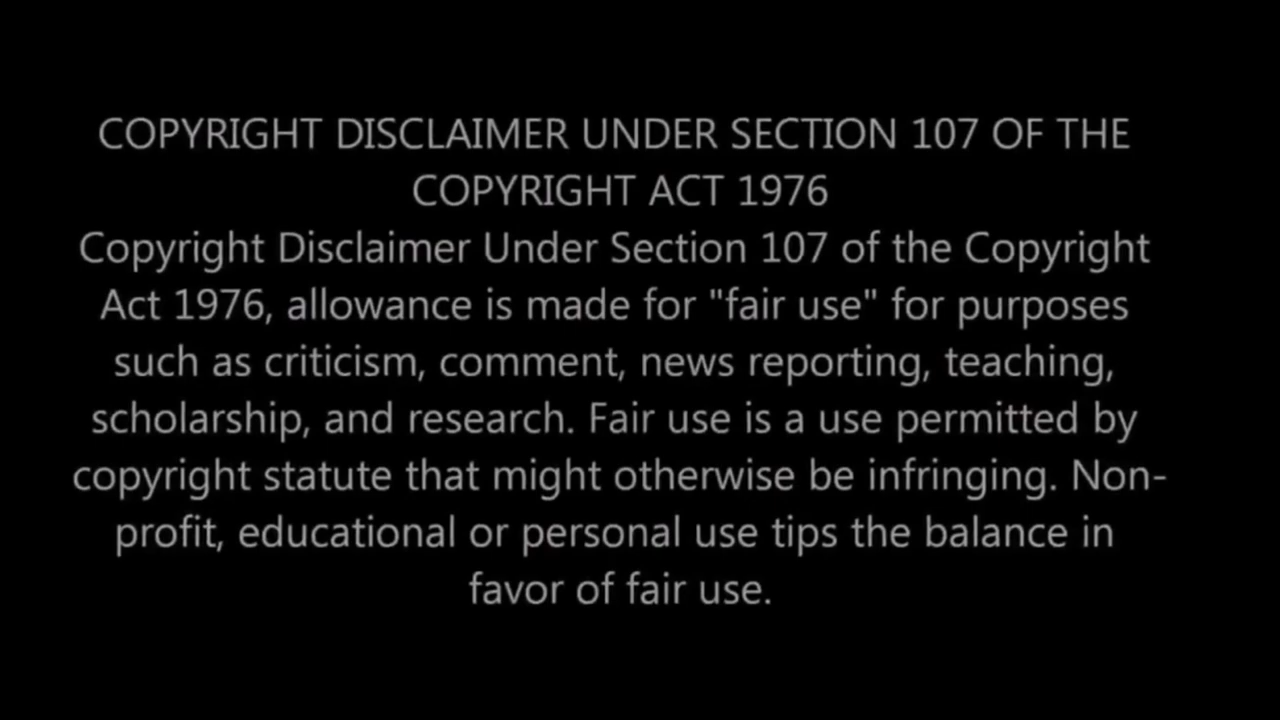 COPYRIGHT DISCLAIMER UNDER SECTION 107 OF THE
COPYRIGHT ACT 1976
Copyright Disclaimer Under Section 107 of the Copyright
Act 1976, allowance is made for "fair use" for purposes
such as criticism, comment, news reporting, teaching,
scholarship, and research. Fair use is a use permitted by
copyright statute that might otherwise be infringing. Non-
profit, educational or personal use tips the balance in
favor of fair use.